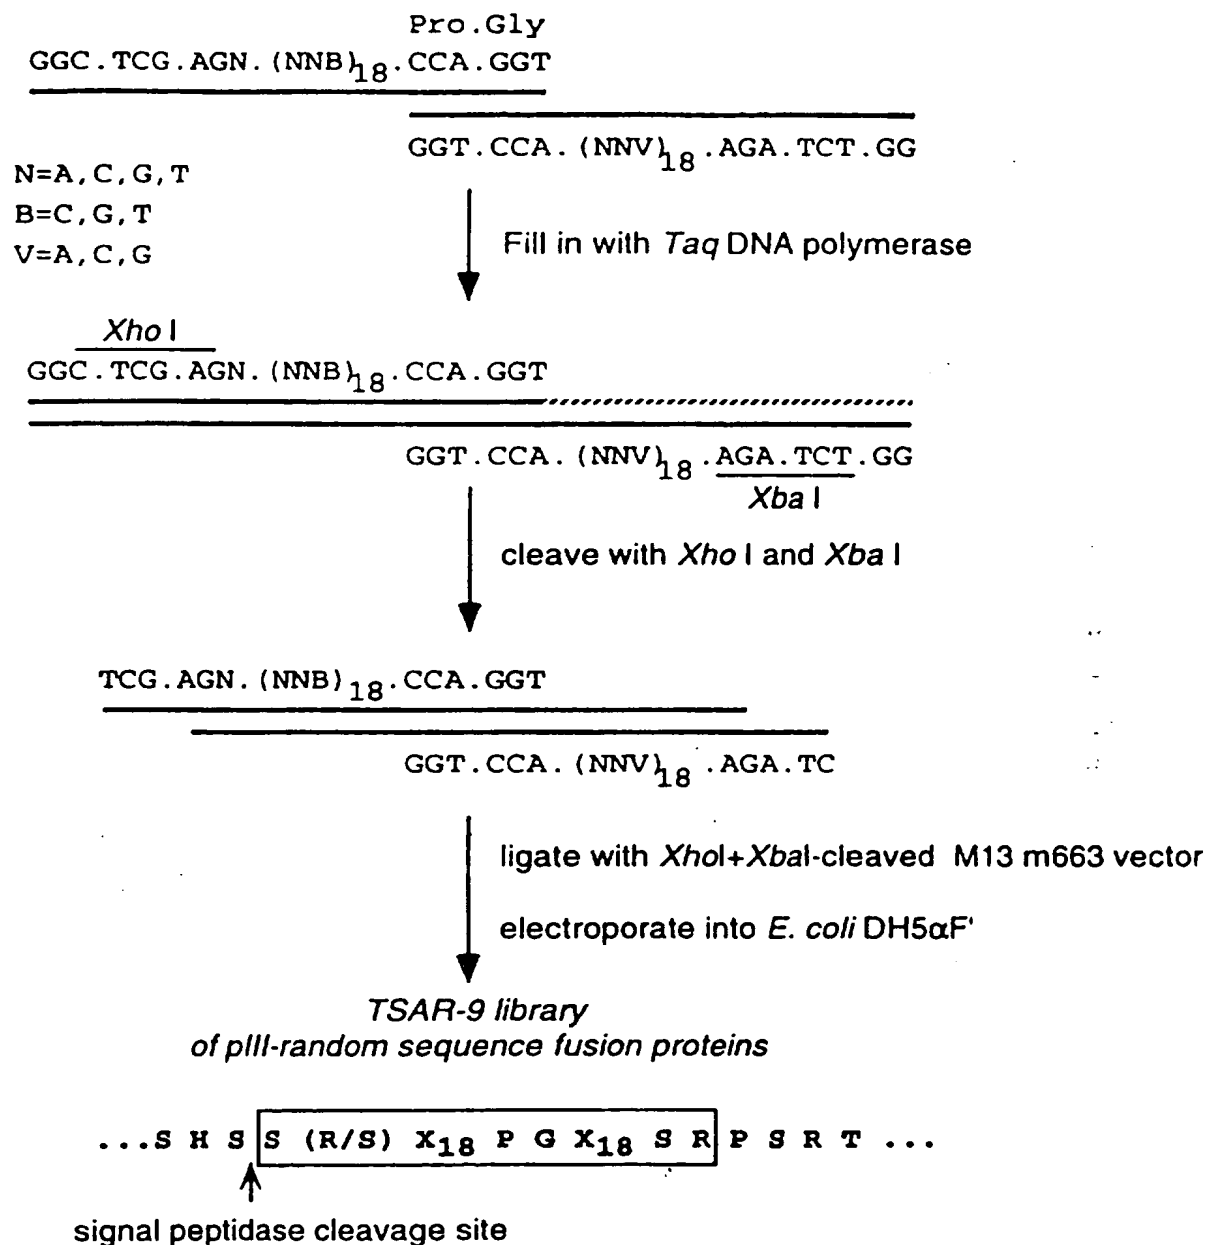 Pro.Gly
GGC.TCG.AGN.(NNB)18.CCA.GGT
GGT.CCA.(NNV)18.AGA.TCT.GG
N=A,C,G,T
B=C,G,T
V=A,C,G
Fill in with Taq DNA polymerase
Xho I
GGC.TCG.AGN.(NNB)18.CCA.GGT
GGT.CCA.(NNV)18.AGA.TCT.GG
Xba I
cleave with Xho I and Xba I
TCG.AGN.(NNB)18.CCA.GGT
GGT.CCA.(NNV)18.AGA.TC
ligate with XhoI+XbaI-cleaved M13 m663 vector
electroporate into E. coli DH5αF'
TSAR-9 library
of pIII-random sequence fusion proteins
...S H S S (R/S) X18 P G X18 S R P S R T ...
signal peptidase cleavage site